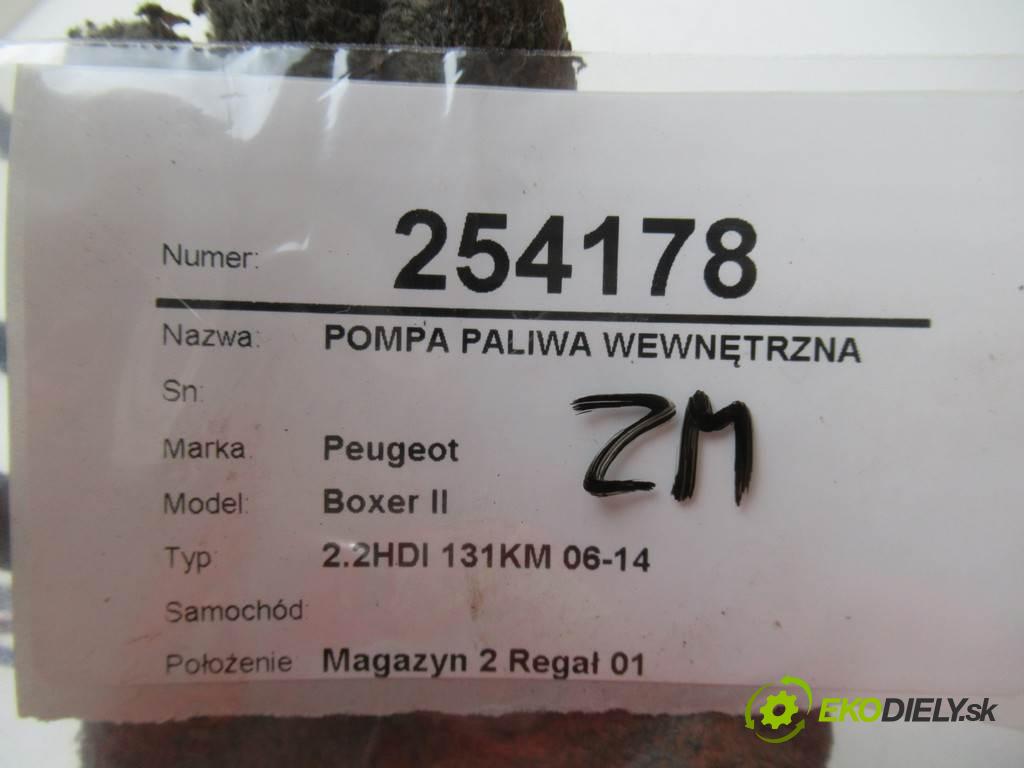 Numer: 254178
Nazwa: POMPA PALIWA WEWNĘTRZNA
Sn:
ZM
Marka: Peugeot
Model: Boxer II
Typ 2.2HDI 131KM 06-14
Samochód
Położenie Magazyn 2 Regał 01
EKODIELY.sk